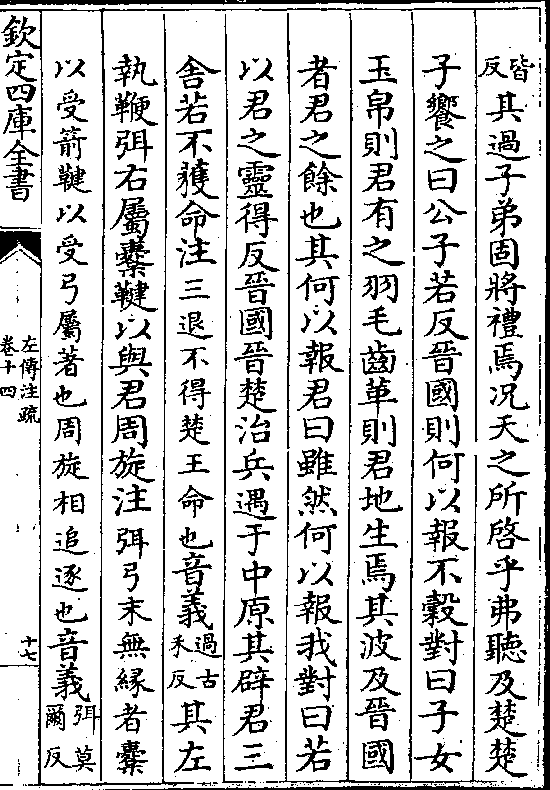 皆反其過子弟固將禮焉况天之所啓乎弗聽及楚楚
子饗之曰公子若反晉國則何以報不糓對曰子女
玉帛則君有之羽毛齒革則君地生焉其波及晉國
者君之餘也其何以報君曰雖然何以報我對曰若
以君之靈得反晉國晉楚治兵遇于中原其辟君三
舍若不獲命注三退不得楚王命也音義過古禾反其左
執鞭弭右屬櫜鞬以與君周旋注弭弓末無縁者櫜
以受箭鞬以受弓屬著也周旋相追逐也音義弭莫爾反
欽定四庫全書
左傳注疏
卷十四
十七